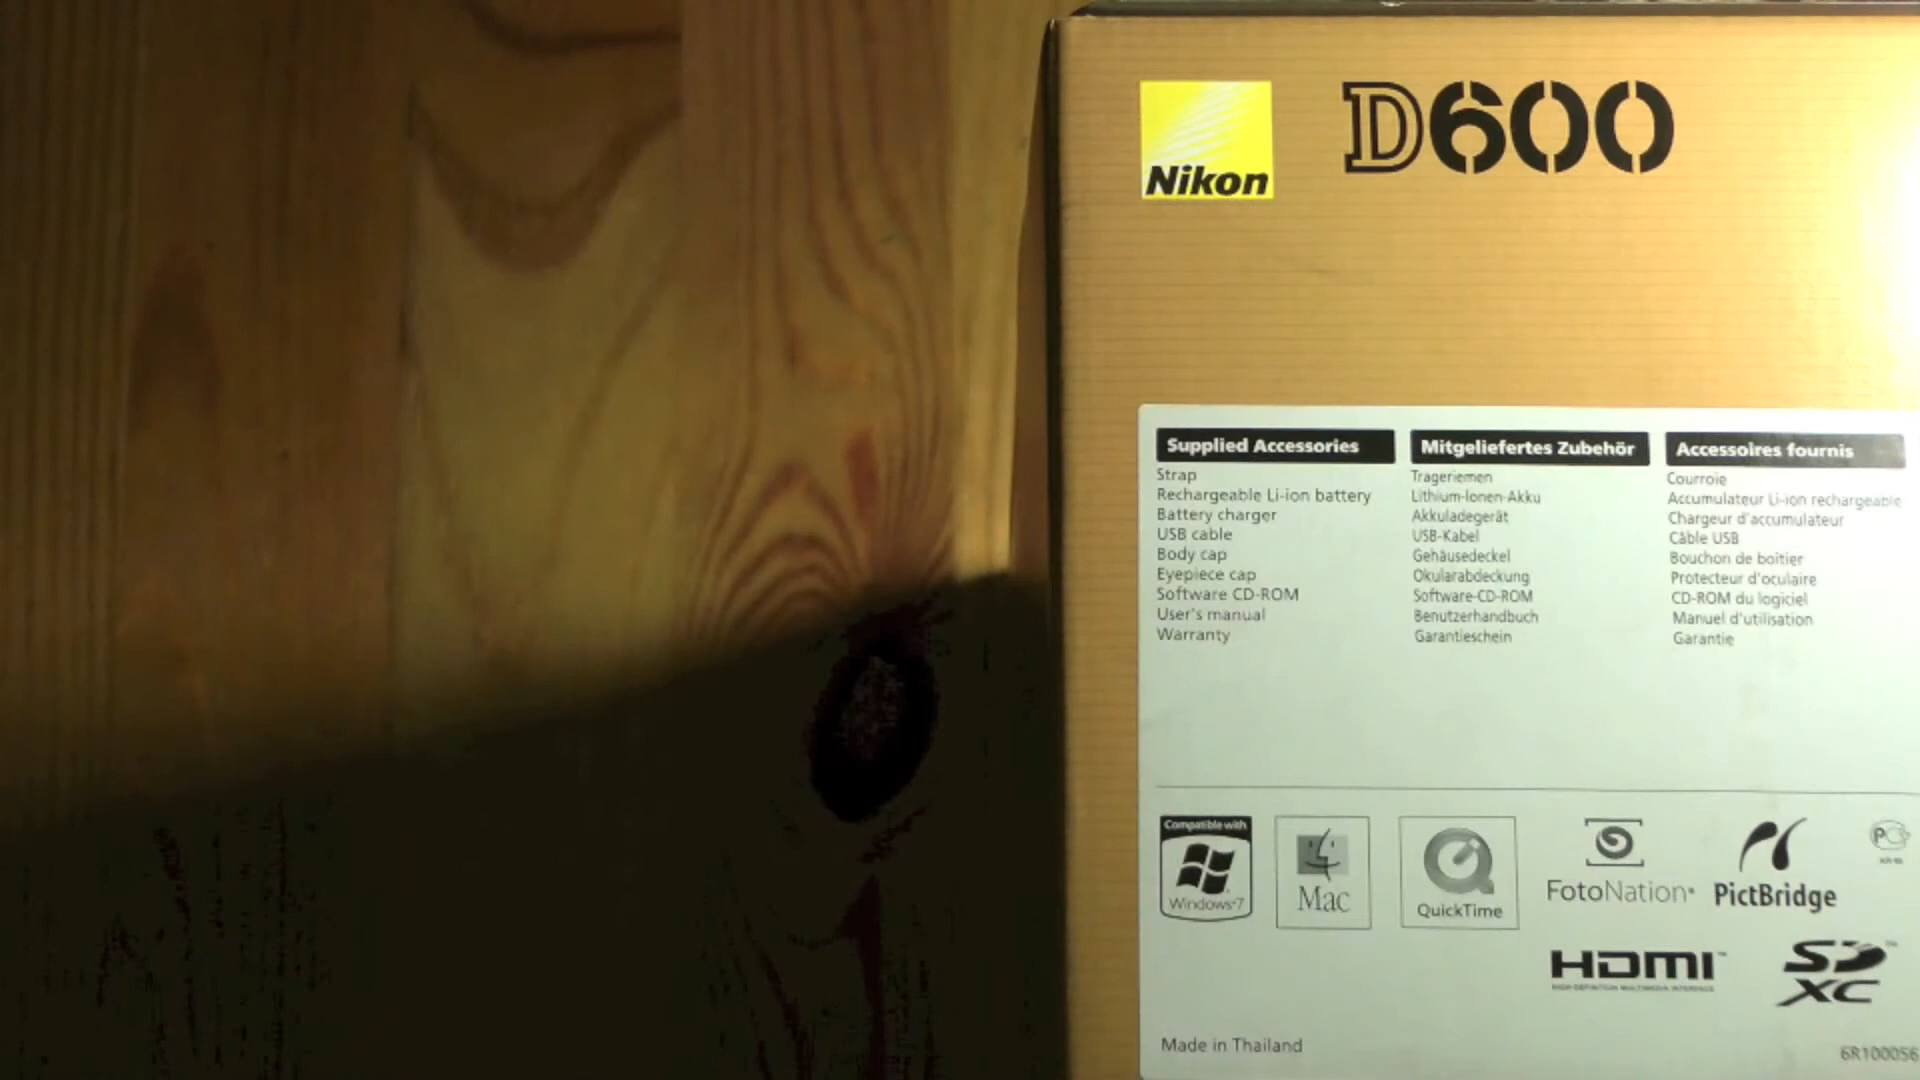 Nikon
D600
Supplied Accessories
Strap
Rechargeable Li-ion battery
Battery charger
USB cable
Body cap
Eyepiece cap
Software CD-ROM
User's manual
Warranty
Mitgeliefertes Zubehör
Trageriemen
Lithium-Ionen-Akku
Akkuladegerät
USB-Kabel
Gehäusedeckel
Okularabdeckung
Software-CD-ROM
Benutzerhandbuch
Garantieschein
Accessoires fournis
Courroie
Accumulateur Li-ion rechargeable
Chargeur d'accumulateur
Câble USB
Bouchon de boîtier
Protecteur d'oculaire
CD-ROM du logiciel
Manuel d'utilisation
Garantie
Compatible with
Windows 7
Mac
QuickTime
FotoNation
PictBridge
HDMI™
HIGH-DEFINITION MULTIMEDIA INTERFACE
SD
XC
Made in Thailand
6R100056